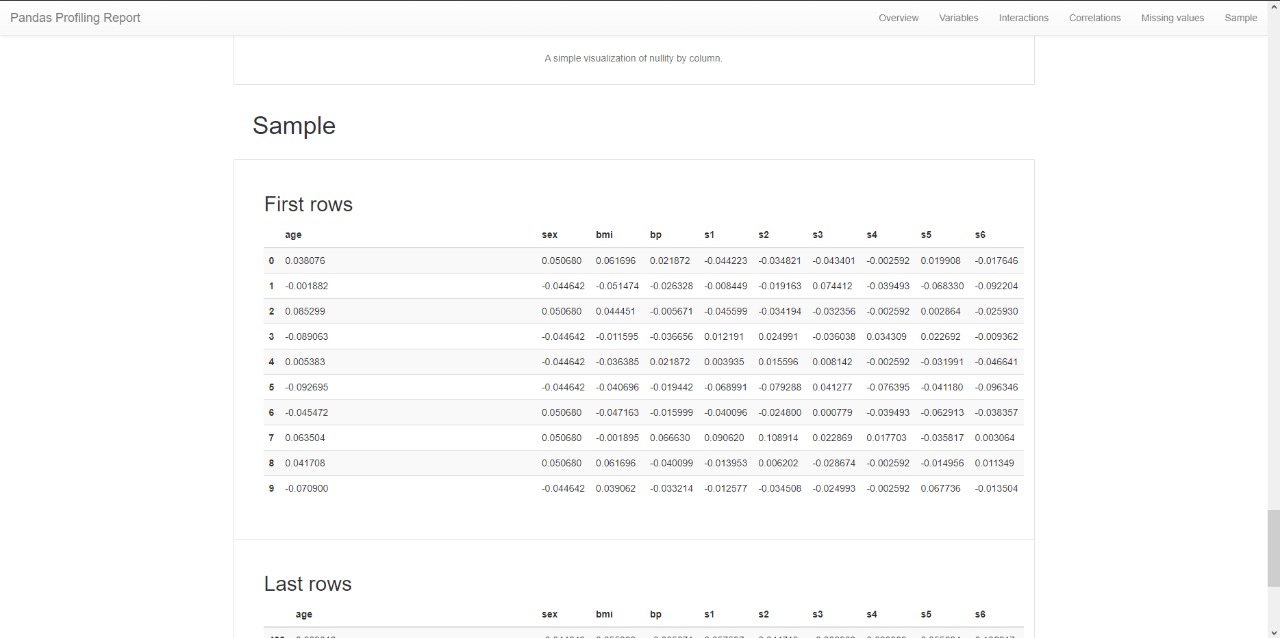 Pandas Profiling Report Overview Variables Interactions Correlations Missing values Sample
A simple visualization of nullity by column.
Sample
First rows
age sex bmi bp s1 s2 s3 s4 s5 s6
0 0.038076 0.050680 0.061696 0.021872 -0.044223 -0.034821 -0.043401 -0.002592 0.019908 -0.017646
1 -0.001882 -0.044642 -0.051474 -0.026328 -0.008449 -0.019163 0.074412 -0.039493 -0.068330 -0.092204
2 0.085299 0.050680 0.044451 -0.005671 -0.045599 -0.034194 -0.032356 -0.002592 0.002864 -0.025930
3 -0.089063 -0.044642 -0.011595 -0.036656 0.012191 0.024991 -0.036038 0.034309 0.022692 -0.009362
4 0.005383 -0.044642 -0.036385 0.021872 0.003935 0.015596 0.008142 -0.002592 -0.031991 -0.046641
5 -0.092695 -0.044642 -0.040696 -0.019442 -0.068991 -0.079288 0.041277 -0.076395 -0.041180 -0.096346
6 -0.045472 0.050680 -0.047163 -0.015999 -0.040096 -0.024800 0.000779 -0.039493 -0.062913 -0.038357
7 0.063504 0.050680 -0.001895 0.066630 0.090620 0.108914 0.022869 0.017703 -0.035817 0.003064
8 0.041708 0.050680 0.061696 -0.040099 -0.013953 0.006202 -0.028674 -0.002592 -0.014956 0.011349
9 -0.070900 -0.044642 0.039062 -0.033214 -0.012577 -0.034508 -0.024993 -0.002592 0.067736 -0.013504
Last rows
age sex bmi bp s1 s2 s3 s4 s5 s6